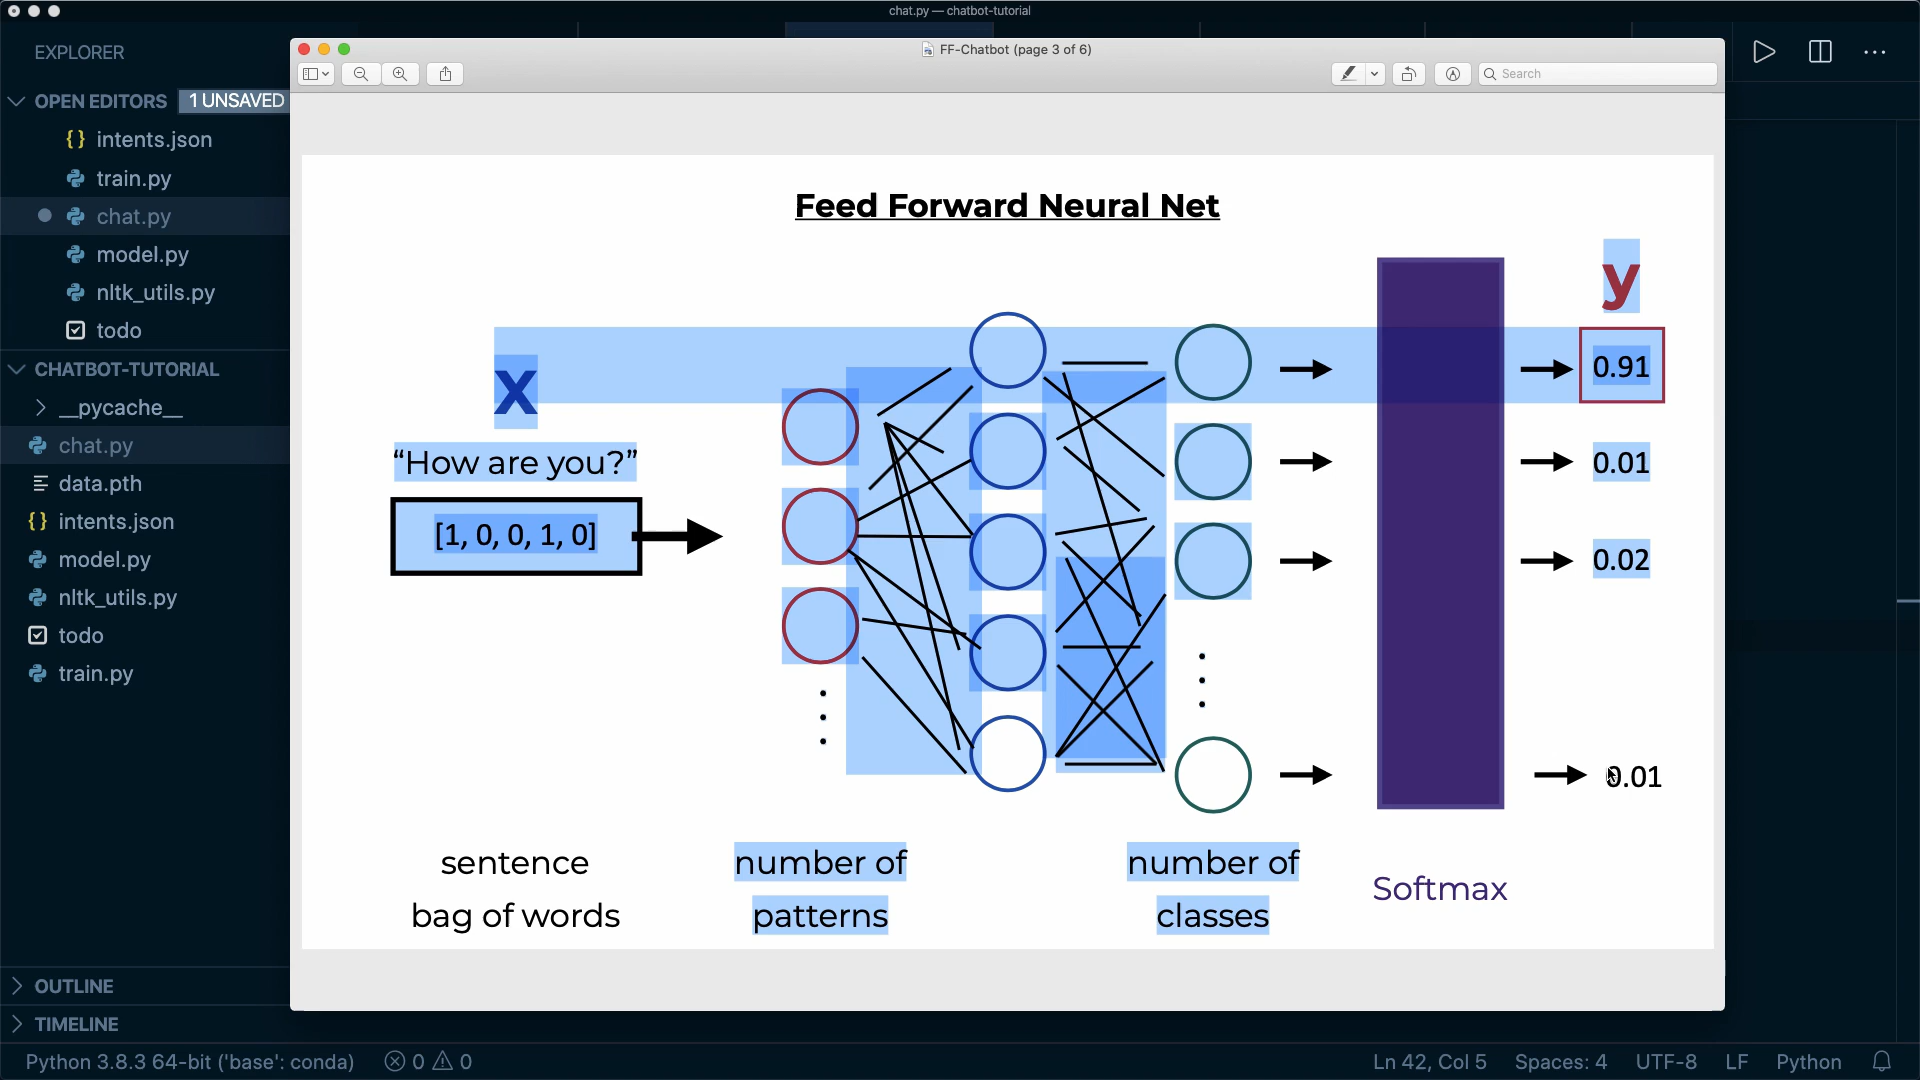 chat.py — chatbot-tutorial
EXPLORER
OPEN EDITORS 1 UNSAVED
intents.json
train.py
chat.py
model.py
nltk_utils.py
todo
CHATBOT-TUTORIAL
__pycache__
chat.py
data.pth
intents.json
model.py
nltk_utils.py
todo
train.py
OUTLINE
TIMELINE
FF-Chatbot (page 3 of 6)
Search
Feed Forward Neural Net
X
y
“How are you?”
[1, 0, 0, 1, 0]
0.91
0.01
0.02
0.01
sentence
bag of words
number of
patterns
number of
classes
Softmax
Python 3.8.3 64-bit ('base': conda) 0 0 Ln 42, Col 5 Spaces: 4 UTF-8 LF Python